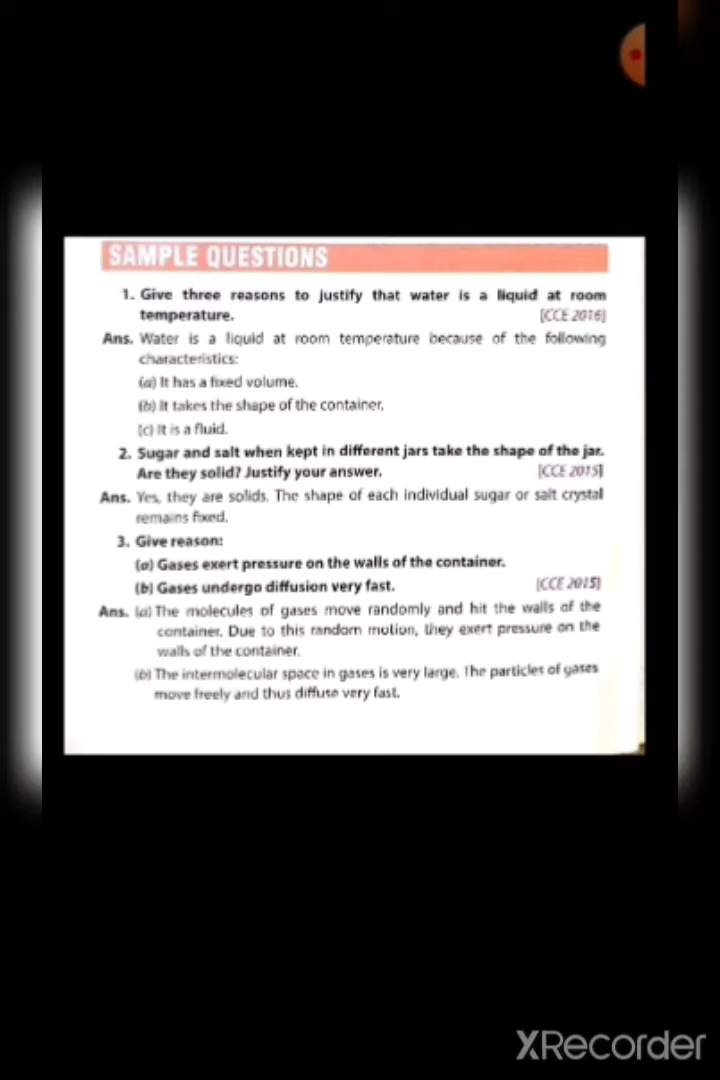 SAMPLE QUESTIONS
1. Give three reasons to justify that water is a liquid at room
temperature. [CCE 2016]
Ans. Water is a liquid at room temperature because of the following
characteristics:
(a) It has a fixed volume.
(b) It takes the shape of the container.
(c) It is a fluid.
2. Sugar and salt when kept in different jars take the shape of the jar.
Are they solid? Justify your answer. [CCE 2015]
Ans. Yes, they are solids. The shape of each individual sugar or salt crystal
remains fixed.
3. Give reason:
(a) Gases exert pressure on the walls of the container.
(b) Gases undergo diffusion very fast. [CCE 2015]
Ans. (a) The molecules of gases move randomly and hit the walls of the
container. Due to this random motion, they exert pressure on the
walls of the container.
(b) The intermolecular space in gases is very large. The particles of gases
move freely and thus diffuse very fast.
XRecorder